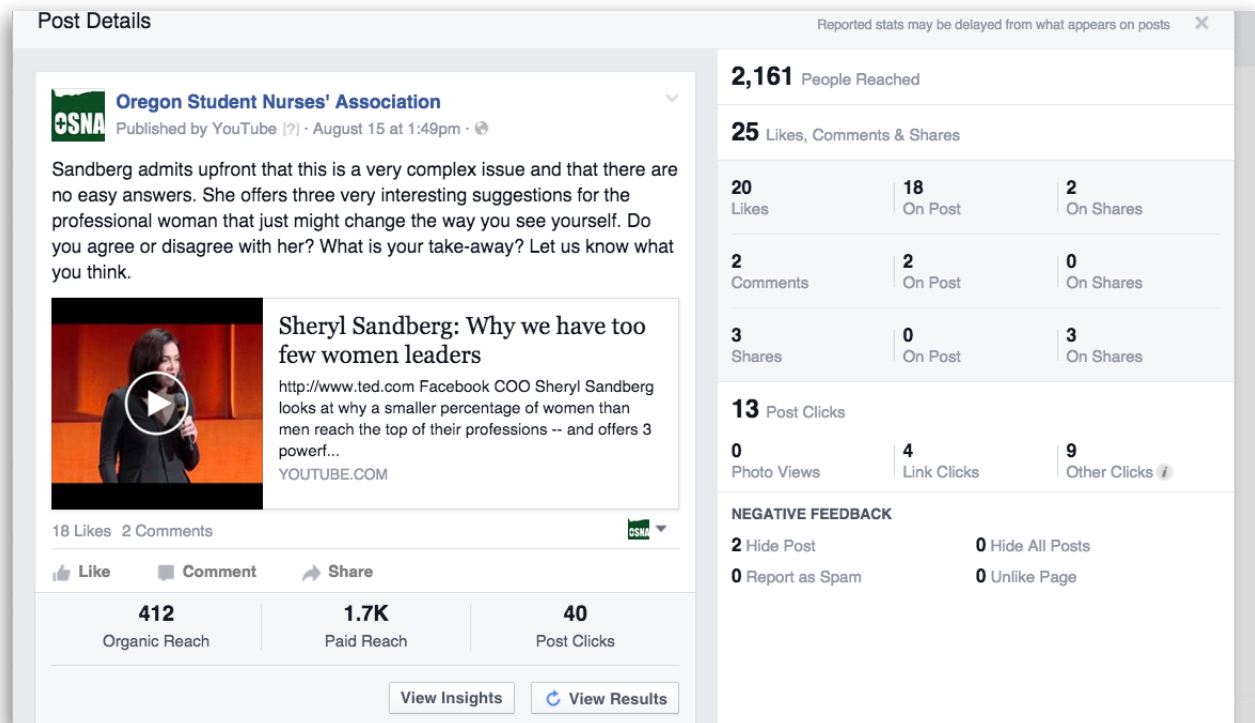 Post Details
Reported stats may be delayed from what appears on posts
OSNA
Oregon Student Nurses' Association
Published by YouTube [?] · August 15 at 1:49pm ·
Sandberg admits upfront that this is a very complex issue and that there are
no easy answers. She offers three very interesting suggestions for the
professional woman that just might change the way you see yourself. Do
you agree or disagree with her? What is your take-away? Let us know what
you think.
Sheryl Sandberg: Why we have too
few women leaders
http://www.ted.com Facebook COO Sheryl Sandberg
looks at why a smaller percentage of women than
men reach the top of their professions -- and offers 3
powerf...
YOUTUBE.COM
18 Likes 2 Comments
OSNA
Like Comment Share
412 1.7K 40
Organic Reach Paid Reach Post Clicks
View Insights View Results
2,161 People Reached
25 Likes, Comments & Shares
20 18 2
Likes On Post On Shares
2 2 0
Comments On Post On Shares
3 0 3
Shares On Post On Shares
13 Post Clicks
0 4 9
Photo Views Link Clicks Other Clicks i
NEGATIVE FEEDBACK
2 Hide Post 0 Hide All Posts
0 Report as Spam 0 Unlike Page